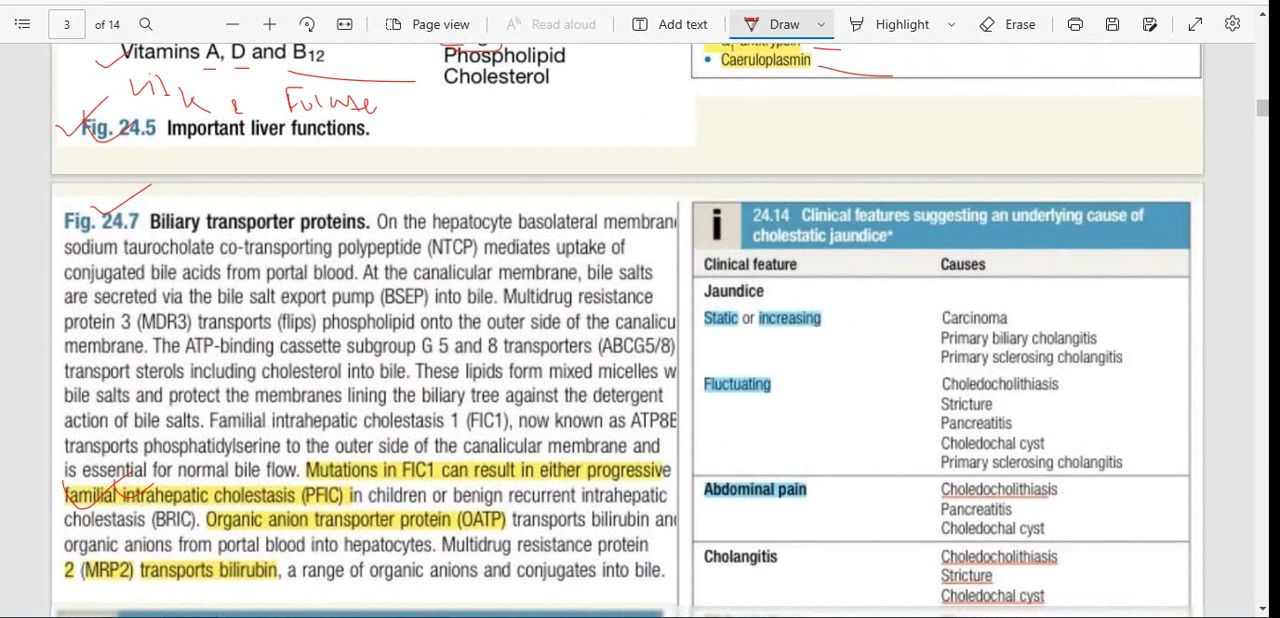 3 of 14 Page view Read aloud Add text Draw Highlight Erase
Vitamins A, D and B12
Phospholipid
Cholesterol
• Caeruloplasmin
Folate
Fig. 24.5 Important liver functions.
Fig. 24.7 Biliary transporter proteins. On the hepatocyte basolateral membran
sodium taurocholate co-transporting polypeptide (NTCP) mediates uptake of
conjugated bile acids from portal blood. At the canalicular membrane, bile salts
are secreted via the bile salt export pump (BSEP) into bile. Multidrug resistance
protein 3 (MDR3) transports (flips) phospholipid onto the outer side of the canalicu
membrane. The ATP-binding cassette subgroup G 5 and 8 transporters (ABCG5/8)
transport sterols including cholesterol into bile. These lipids form mixed micelles w
bile salts and protect the membranes lining the biliary tree against the detergent
action of bile salts. Familial intrahepatic cholestasis 1 (FIC1), now known as ATP8B
transports phosphatidylserine to the outer side of the canalicular membrane and
is essential for normal bile flow. Mutations in FIC1 can result in either progressive
familial intrahepatic cholestasis (PFIC) in children or benign recurrent intrahepatic
cholestasis (BRIC). Organic anion transporter protein (OATP) transports bilirubin and
organic anions from portal blood into hepatocytes. Multidrug resistance protein
2 (MRP2) transports bilirubin, a range of organic anions and conjugates into bile.
i 24.14 Clinical features suggesting an underlying cause of
cholestatic jaundice*
Clinical feature Causes
Jaundice
Static or increasing Carcinoma
Primary biliary cholangitis
Primary sclerosing cholangitis
Fluctuating Choledocholithiasis
Stricture
Pancreatitis
Choledochal cyst
Primary sclerosing cholangitis
Abdominal pain Choledocholithiasis
Pancreatitis
Choledochal cyst
Cholangitis Choledocholithiasis
Stricture
Choledochal cyst